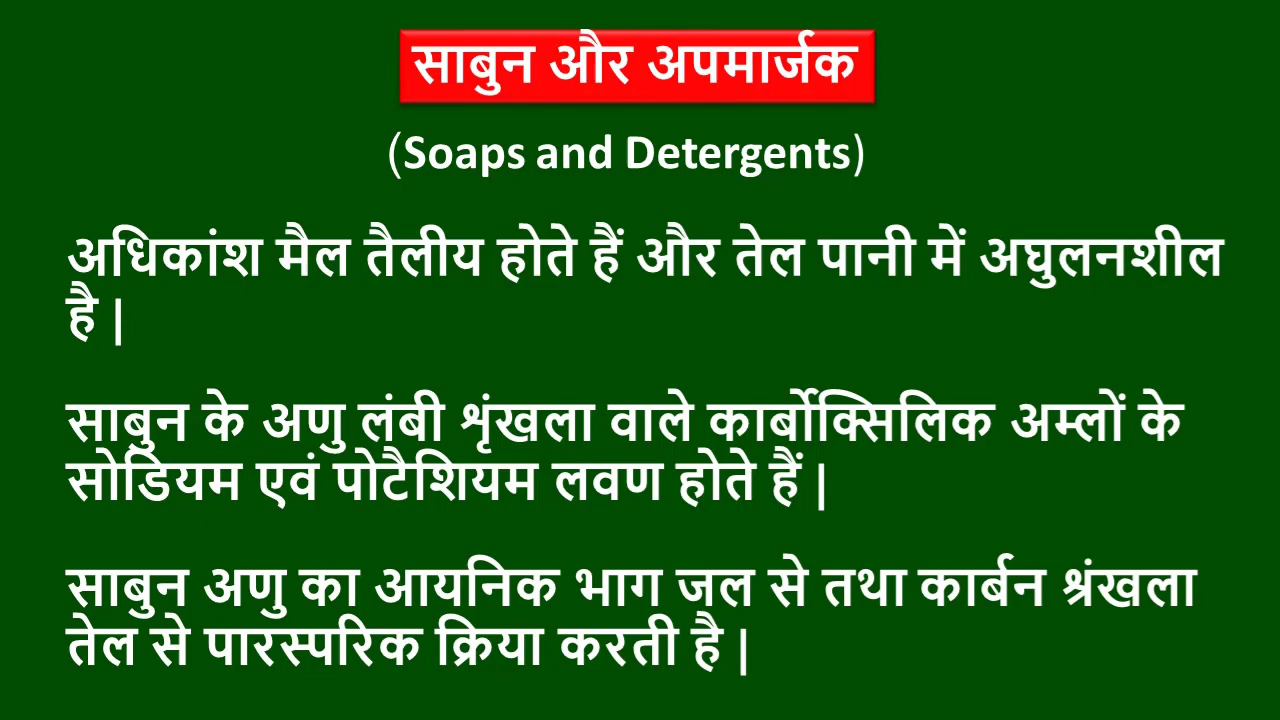 साबुन और अपमार्जक
(Soaps and Detergents)
अधिकांश मैल तैलीय होते हैं और तेल पानी में अघुलनशील
है |
साबुन के अणु लंबी शृंखला वाले कार्बोक्सिलिक अम्लों के
सोडियम एवं पोटैशियम लवण होते हैं |
साबुन अणु का आयनिक भाग जल से तथा कार्बन श्रंखला
तेल से पारस्परिक क्रिया करती है |